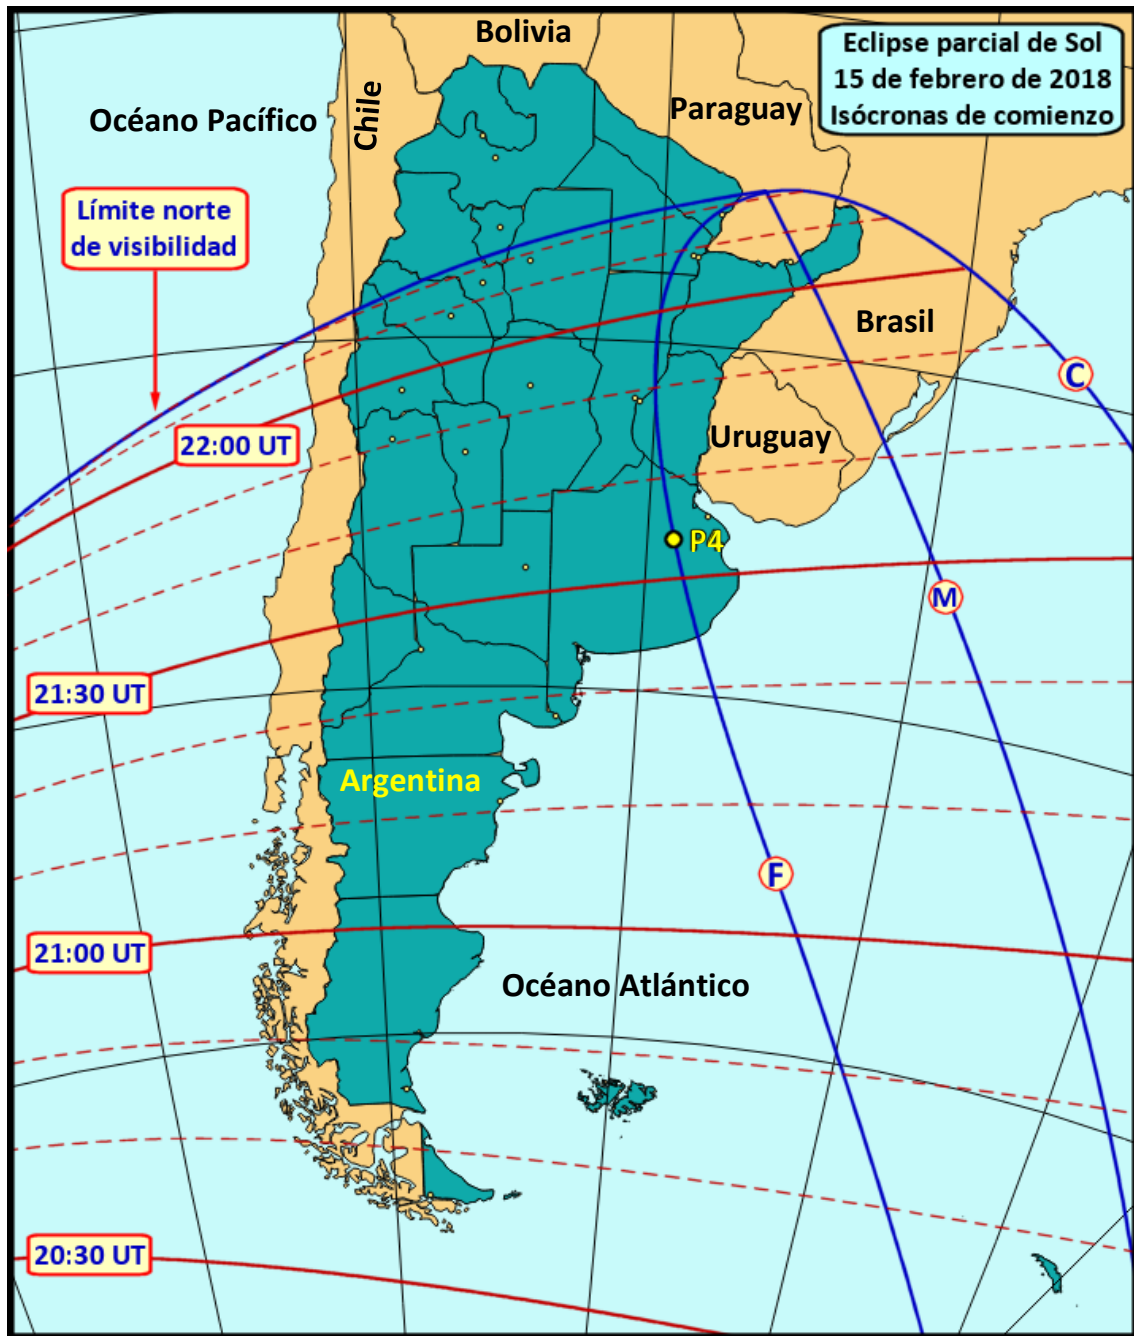 Bolivia
Eclipse parcial de Sol
15 de febrero de 2018
Isócronas de comienzo
Océano Pacífico
Chile
Paraguay
Límite norte
de visibilidad
Brasil
C
22:00 UT
Uruguay
P4
M
21:30 UT
Argentina
F
21:00 UT
Océano Atlántico
20:30 UT